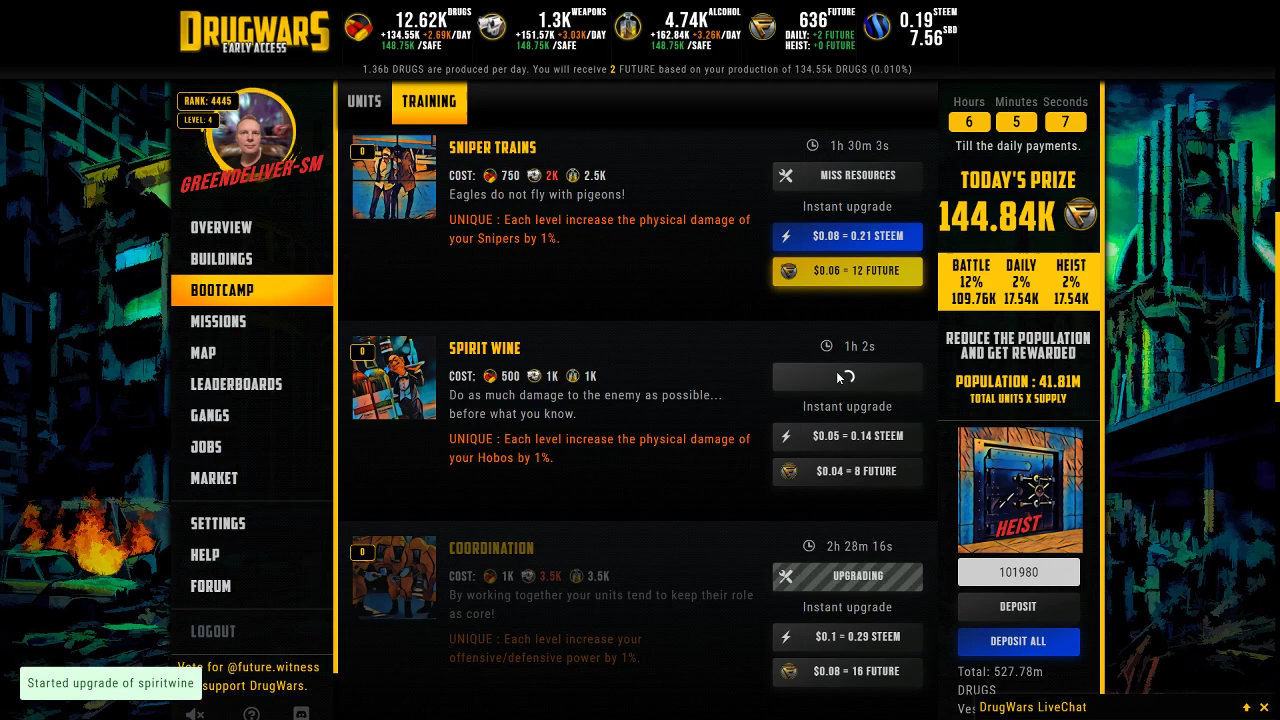 DRUGWARS
EARLY ACCESS
12.62K DRUGS
+134.55K +2.69K/DAY
148.75K /SAFE
1.3K WEAPONS
+151.57K +3.03K/DAY
148.75K /SAFE
4.74K ALCOHOL
+162.84K +3.26K/DAY
148.75K /SAFE
636 FUTURE
DAILY: +2 FUTURE
HEIST: +0 FUTURE
0.19 STEEM
7.56 SBD
1.36b DRUGS are produced per day. You will receive 2 FUTURE based on your production of 134.55k DRUGS (0.010%)
RANK: 4445
LEVEL: 4
GREENDELIVER-SM
OVERVIEW
BUILDINGS
BOOTCAMP
MISSIONS
MAP
LEADERBOARDS
GANGS
JOBS
MARKET
SETTINGS
HELP
FORUM
LOGOUT
Vote for @future.witness
support DrugWars.
Started upgrade of spiritwine
UNITS
TRAINING
0
SNIPER TRAINS
COST: 750 2K 2.5K
Eagles do not fly with pigeons!
UNIQUE : Each level increase the physical damage of
your Snipers by 1%.
1h 30m 3s
MISS RESOURCES
Instant upgrade
$0.08 = 0.21 STEEM
$0.06 = 12 FUTURE
0
SPIRIT WINE
COST: 500 1K 1K
Do as much damage to the enemy as possible...
before what you know.
UNIQUE : Each level increase the physical damage of
your Hobos by 1%.
1h 2s
Instant upgrade
$0.05 = 0.14 STEEM
$0.04 = 8 FUTURE
0
COORDINATION
COST: 1K 3.5K 3.5K
By working together your units tend to keep their role
as core!
UNIQUE : Each level increase your
offensive/defensive power by 1%.
2h 28m 16s
UPGRADING
Instant upgrade
$0.1 = 0.29 STEEM
$0.08 = 16 FUTURE
Hours Minutes Seconds
6 5 7
Till the daily payments.
TODAY'S PRIZE
144.84K
BATTLE DAILY HEIST
12% 2% 2%
109.76K 17.54K 17.54K
REDUCE THE POPULATION
AND GET REWARDED
POPULATION : 41.81M
TOTAL UNITS X SUPPLY
HEIST
101980
DEPOSIT
DEPOSIT ALL
Total: 527.78m
DRUGS
DrugWars LiveChat